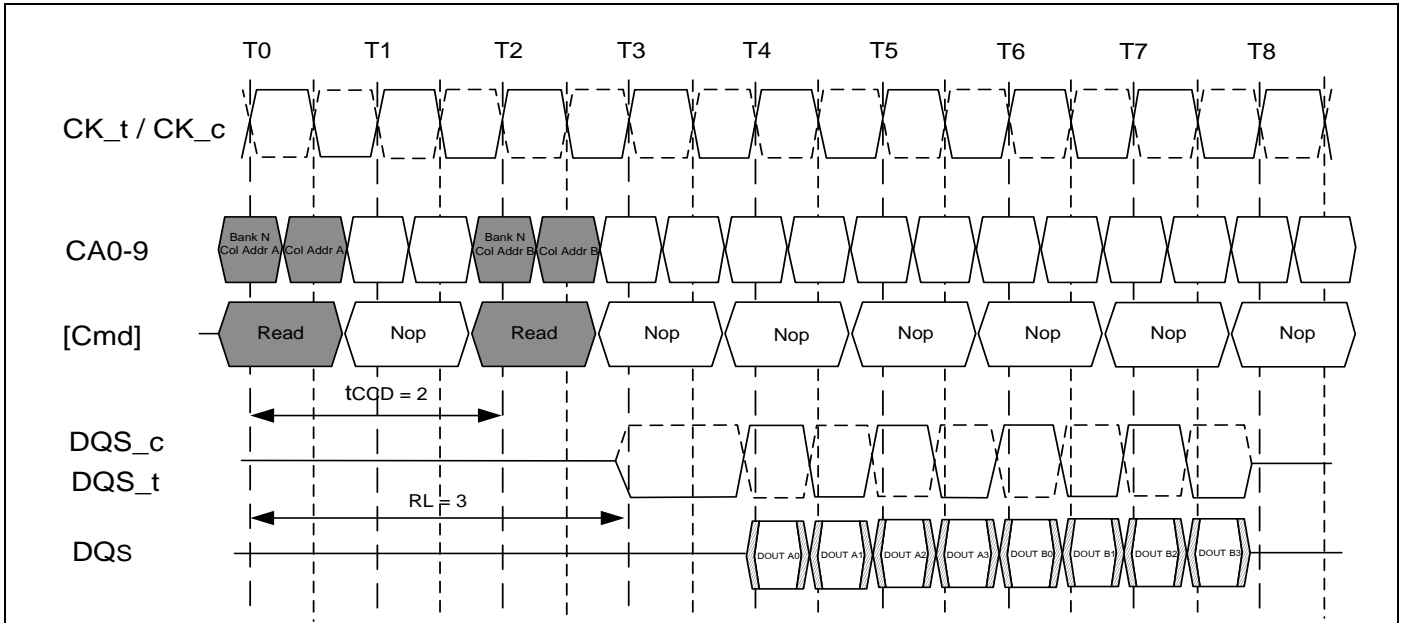 T0 T1 T2 T3 T4 T5 T6 T7 T8
CK_t / CK_c
CA0-9
Bank N
Col Addr A
Col Addr A
Bank N
Col Addr B
Col Addr B
[Cmd]
Read Nop Read Nop Nop Nop Nop Nop Nop
tCCD = 2
DQS_c
DQS_t
RL = 3
DQs
DOUT A0 DOUT A1 DOUT A2 DOUT A3 DOUT B0 DOUT B1 DOUT B2 DOUT B3